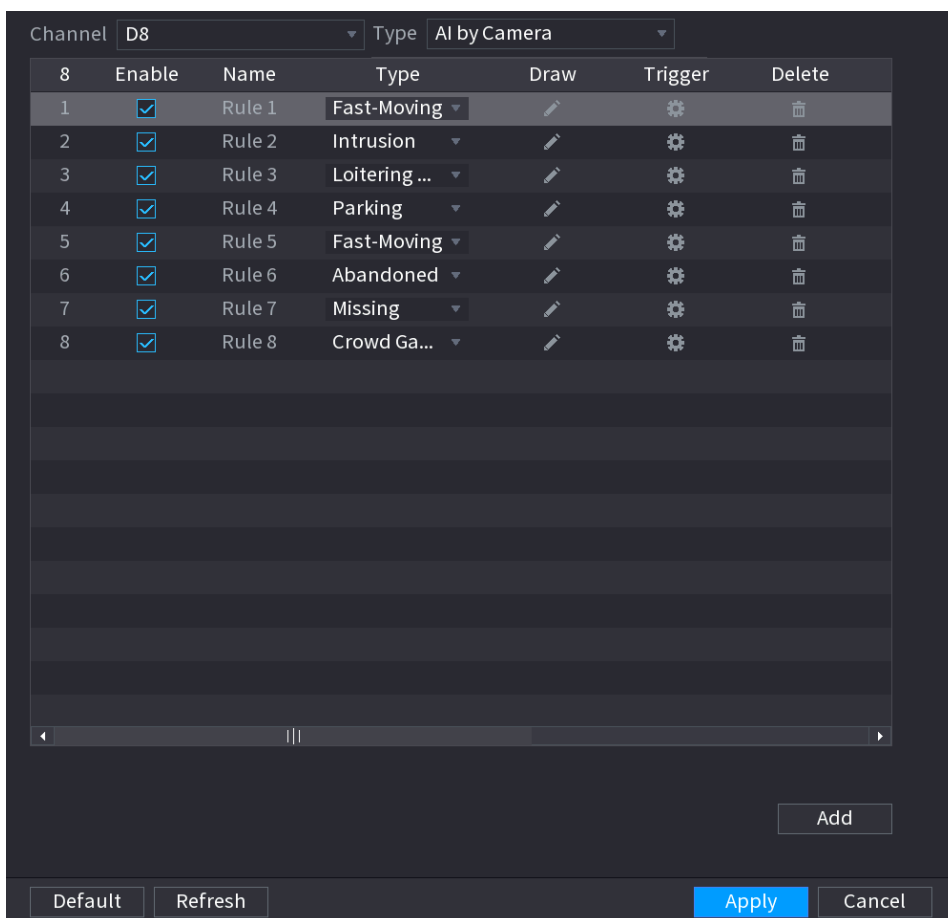 Channel D8 Type AI by Camera
8 Enable Name Type Draw Trigger Delete
1 Rule 1 Fast-Moving
2 Rule 2 Intrusion
3 Rule 3 Loitering ...
4 Rule 4 Parking
5 Rule 5 Fast-Moving
6 Rule 6 Abandoned
7 Rule 7 Missing
8 Rule 8 Crowd Ga...
Add
Default Refresh Apply Cancel